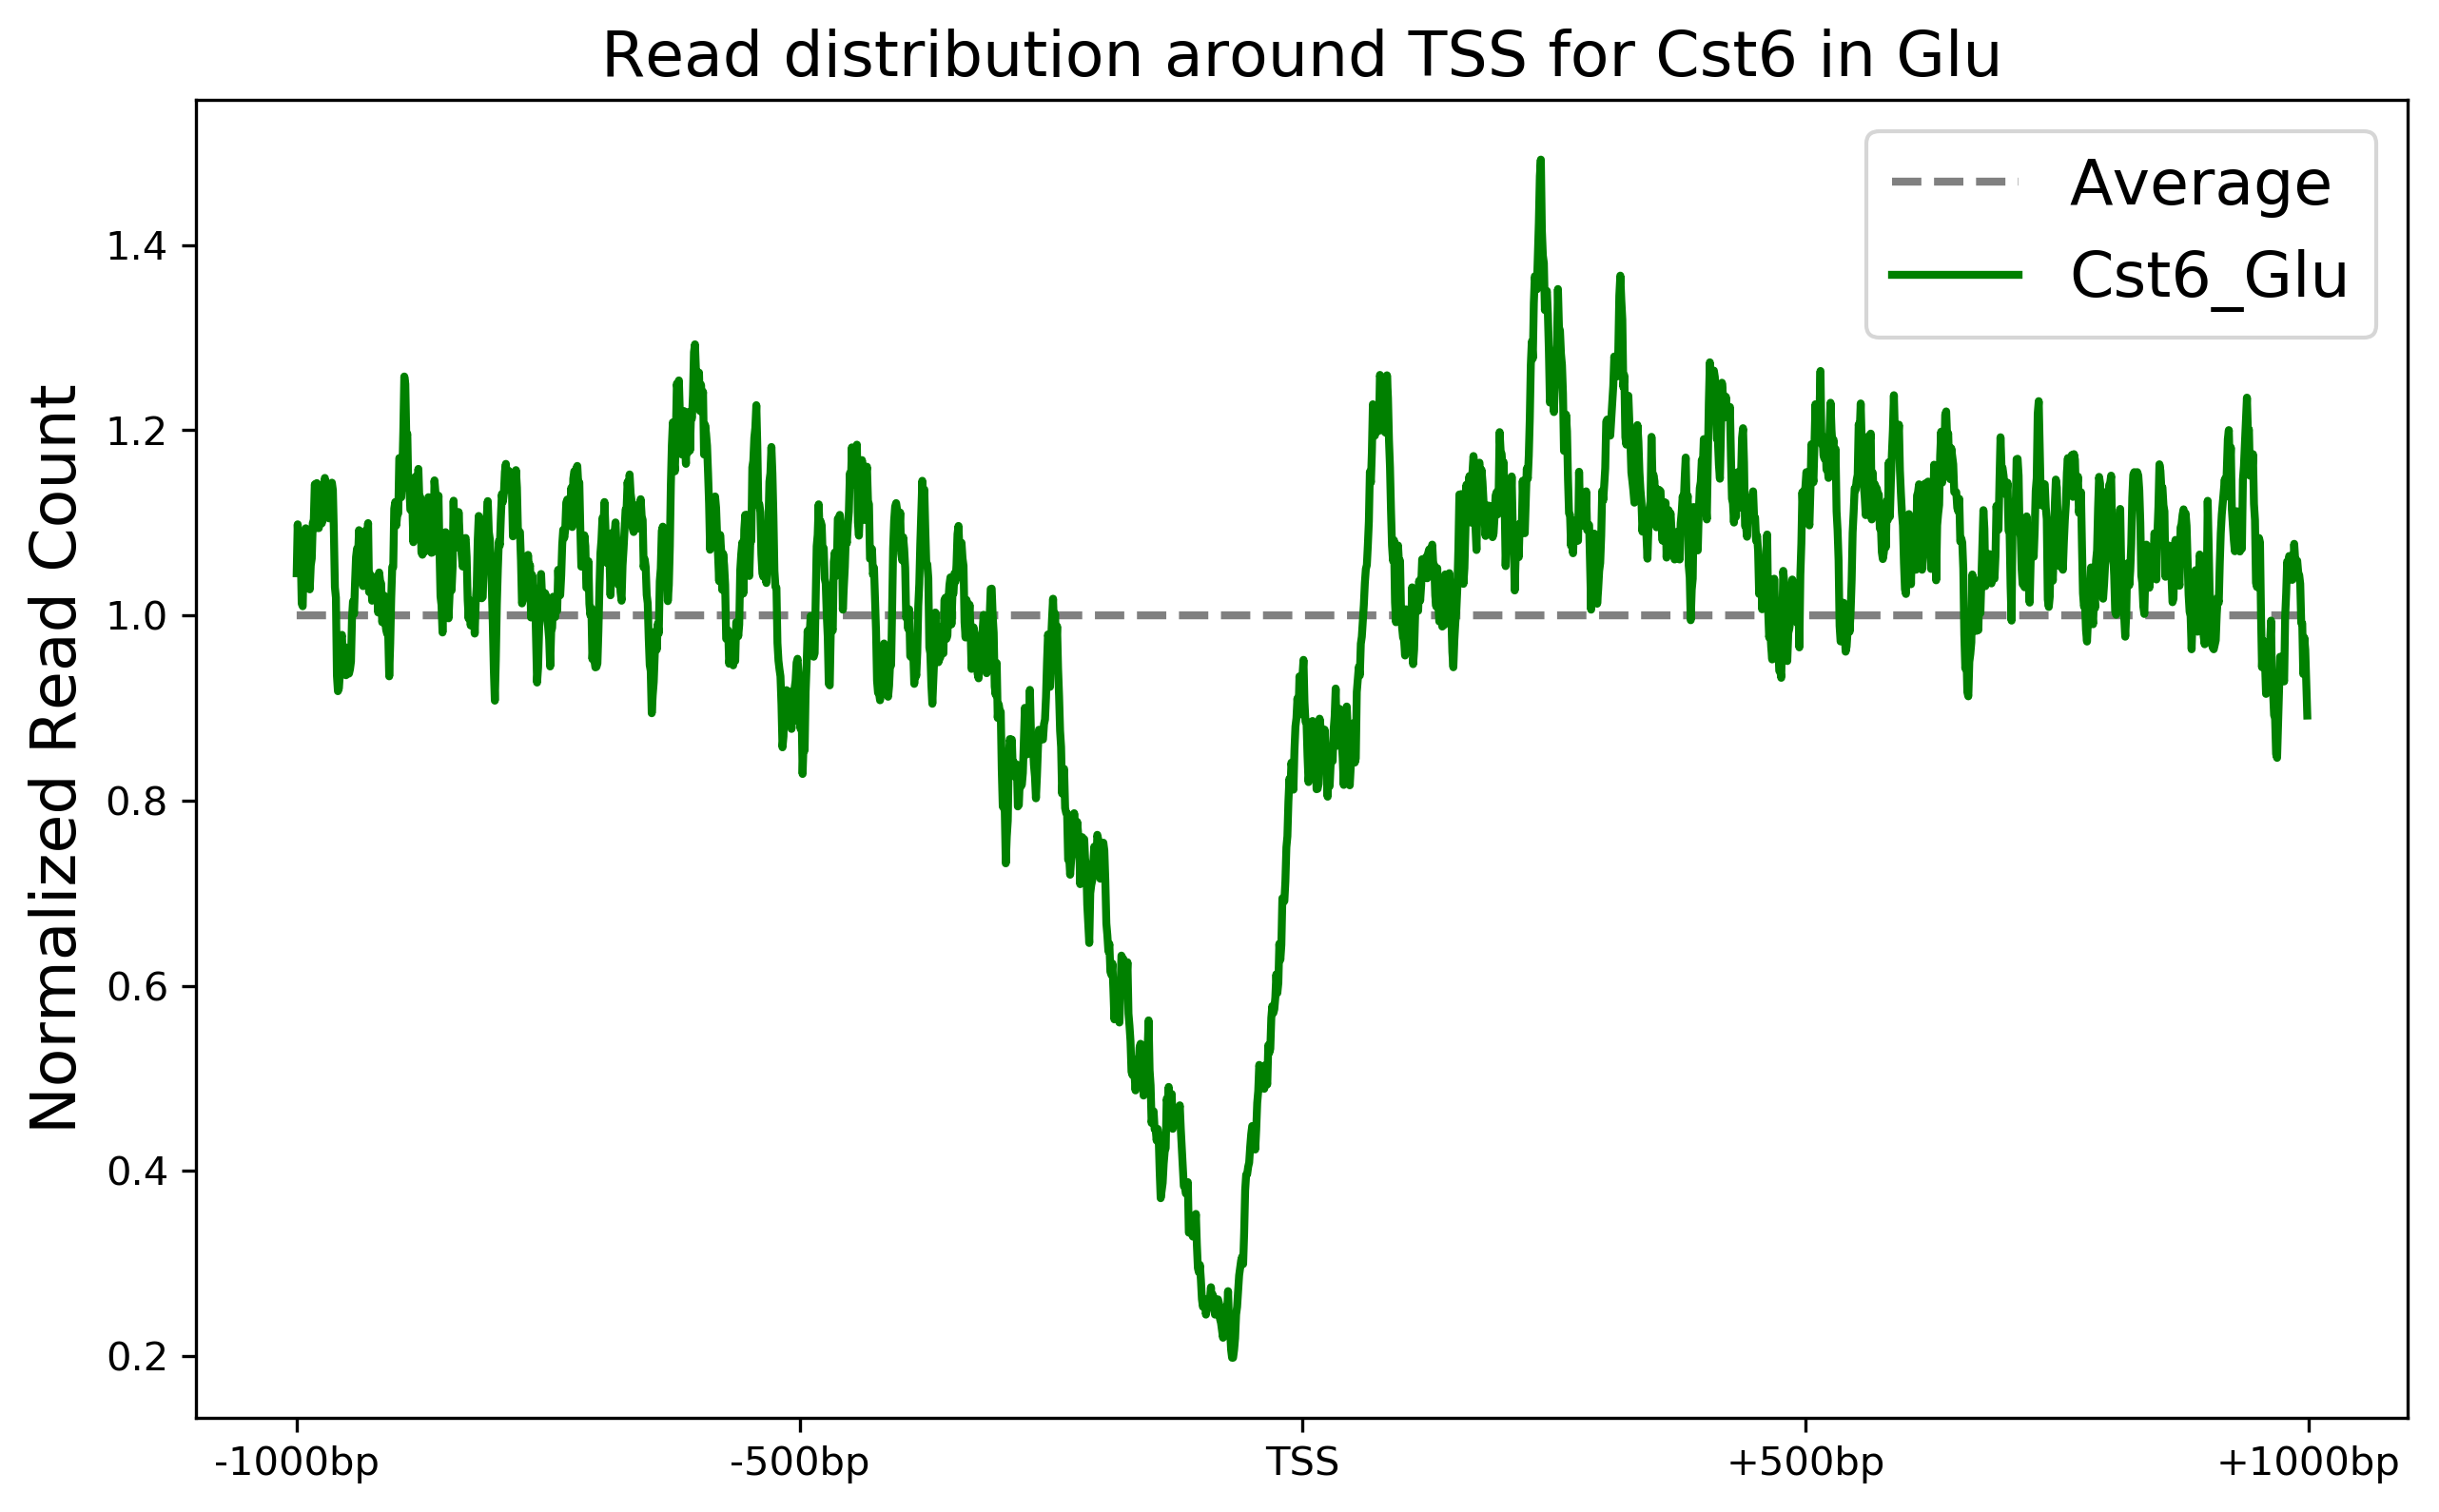 Read distribution around TSS for Cst6 in Glu
Average
Cst6_Glu
Normalized Read Count
1.4
1.2
1.0
0.8
0.6
0.4
0.2
-1000bp
-500bp
TSS
+500bp
+1000bp